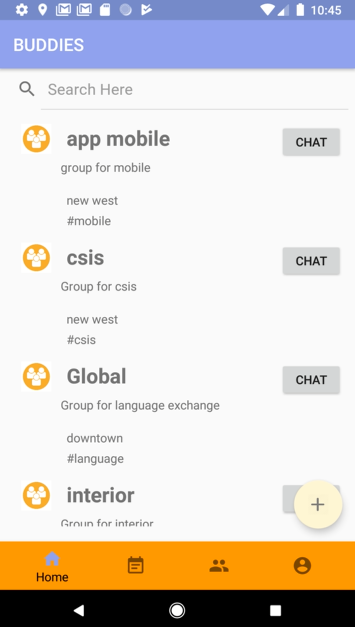 10:45
BUDDIES
Search Here
app mobile
CHAT
group for mobile
new west
#mobile
csis
CHAT
Group for csis
new west
#csis
Global
CHAT
Group for language exchange
downtown
#language
interior
Group for interior
Home